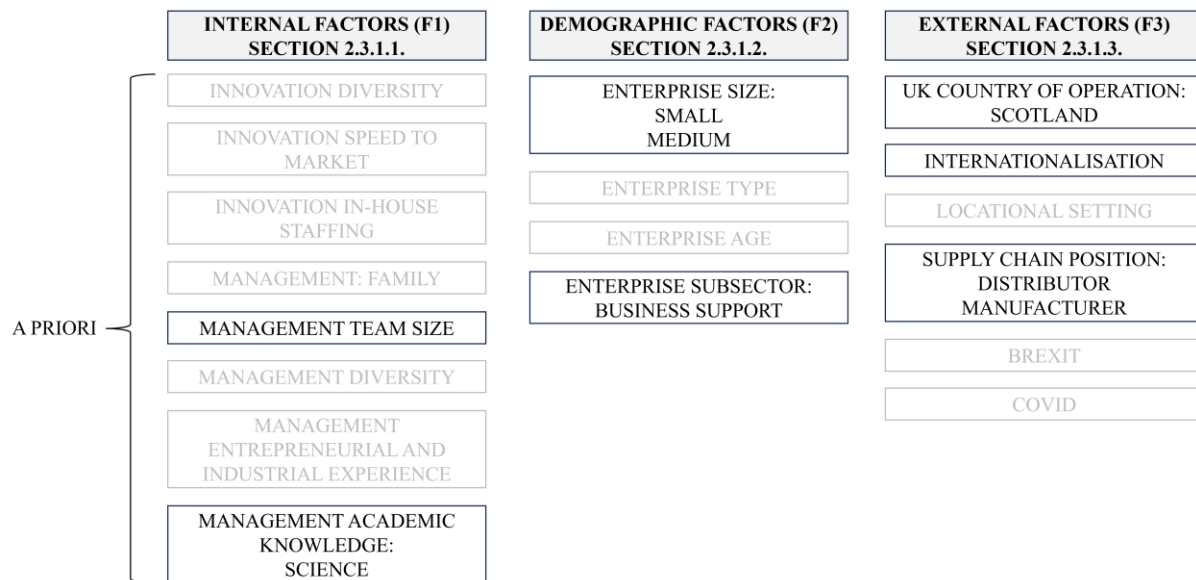 INTERNAL FACTORS (F1)
SECTION 2.3.1.1.
INNOVATION DIVERSITY
INNOVATION SPEED TO
MARKET
INNOVATION IN-HOUSE
STAFFING
MANAGEMENT: FAMILY
A PRIORI
MANAGEMENT TEAM SIZE
MANAGEMENT DIVERSITY
MANAGEMENT
ENTREPRENEURIAL AND
INDUSTRIAL EXPERIENCE
MANAGEMENT ACADEMIC
KNOWLEDGE:
SCIENCE
DEMOGRAPHIC FACTORS (F2)
SECTION 2.3.1.2.
ENTERPRISE SIZE:
SMALL
MEDIUM
ENTERPRISE TYPE
ENTERPRISE AGE
ENTERPRISE SUBSECTOR:
BUSINESS SUPPORT
EXTERNAL FACTORS (F3)
SECTION 2.3.1.3.
UK COUNTRY OF OPERATION:
SCOTLAND
INTERNATIONALISATION
LOCATIONAL SETTING
SUPPLY CHAIN POSITION:
DISTRIBUTOR
MANUFACTURER
BREXIT
COVID